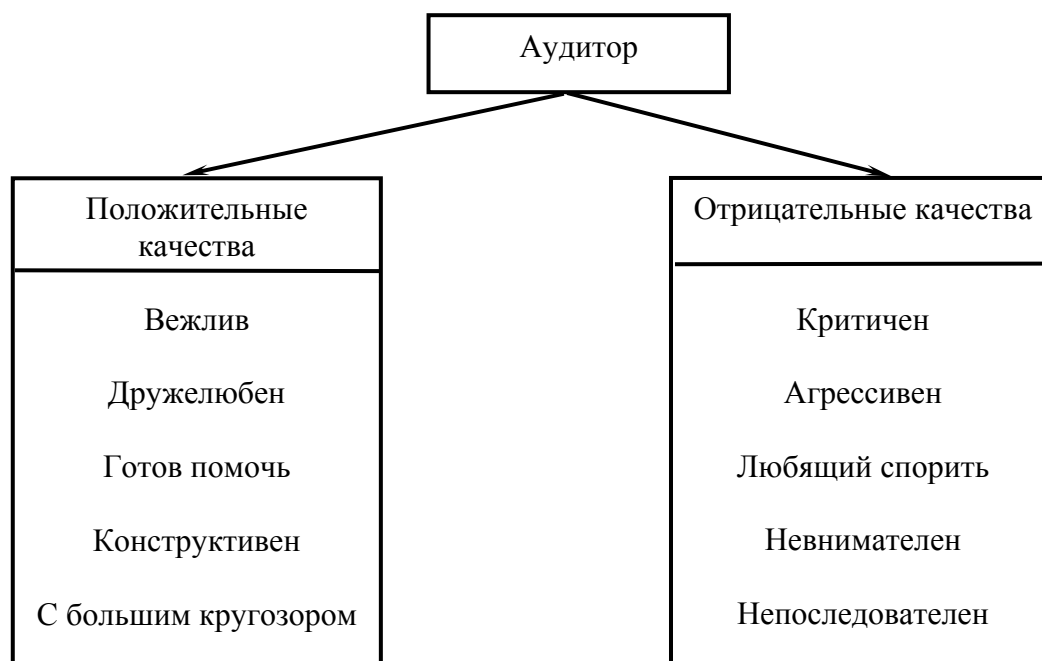 Аудитор
Положительные
качества
Вежлив
Дружелюбен
Готов помочь
Конструктивен
С большим кругозором
Отрицательные качества
Критичен
Агрессивен
Любящий спорить
Невнимателен
Непоследователен